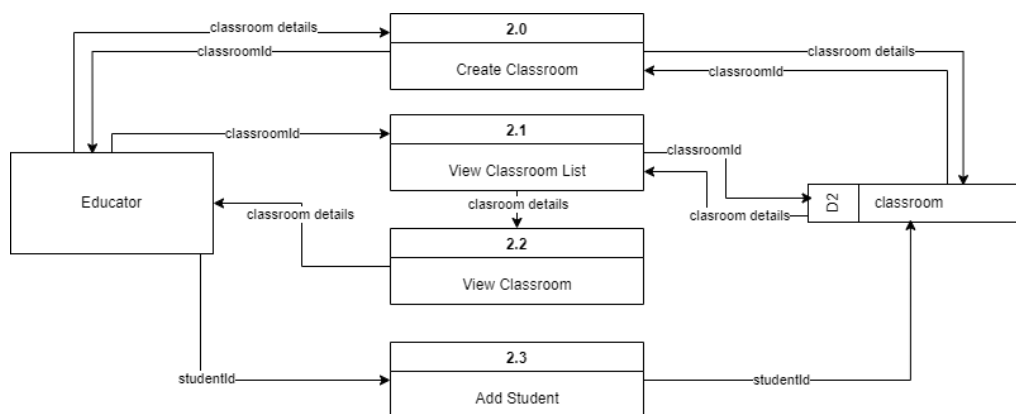 classroom details
2.0
classroomId
classroom details
Create Classroom
classroomId
2.1
classroomId
classroomId
View Classroom List
Educator
D2
classroom
classroom details
clasroom details
clasroom details
2.2
View Classroom
2.3
studentId
studentId
Add Student